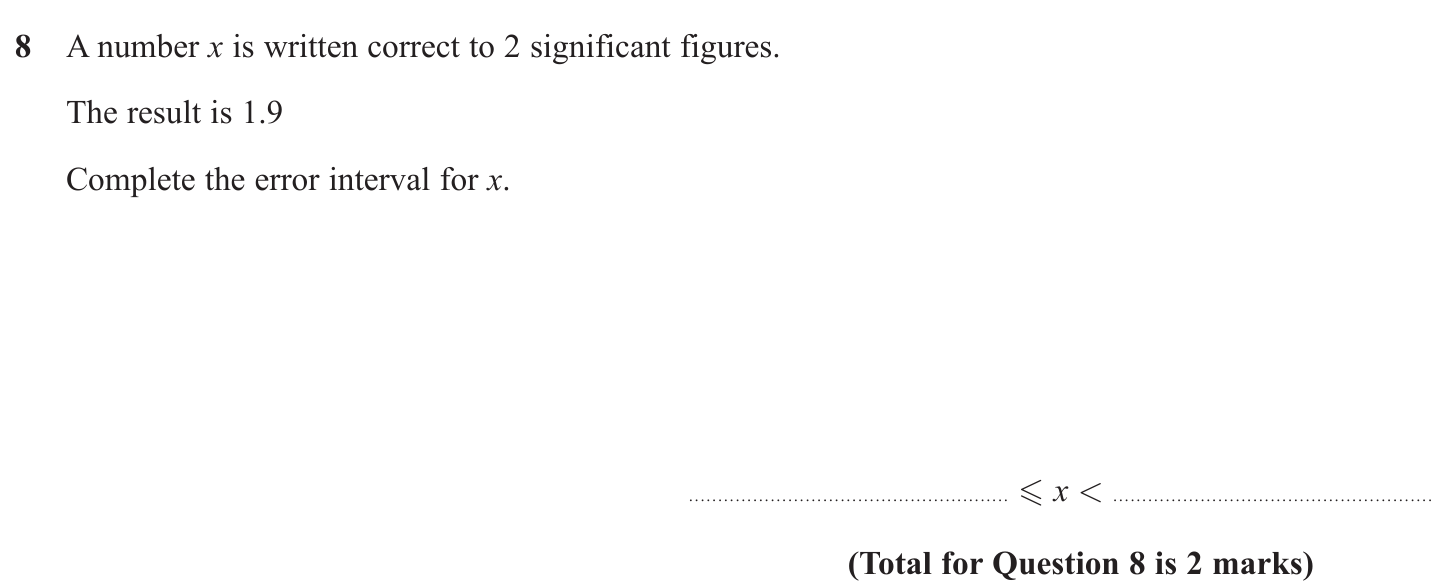 8 A number x is written correct to 2 significant figures.
The result is 1.9
Complete the error interval for x.
.................................................... ⩽ x < ....................................................
(Total for Question 8 is 2 marks)